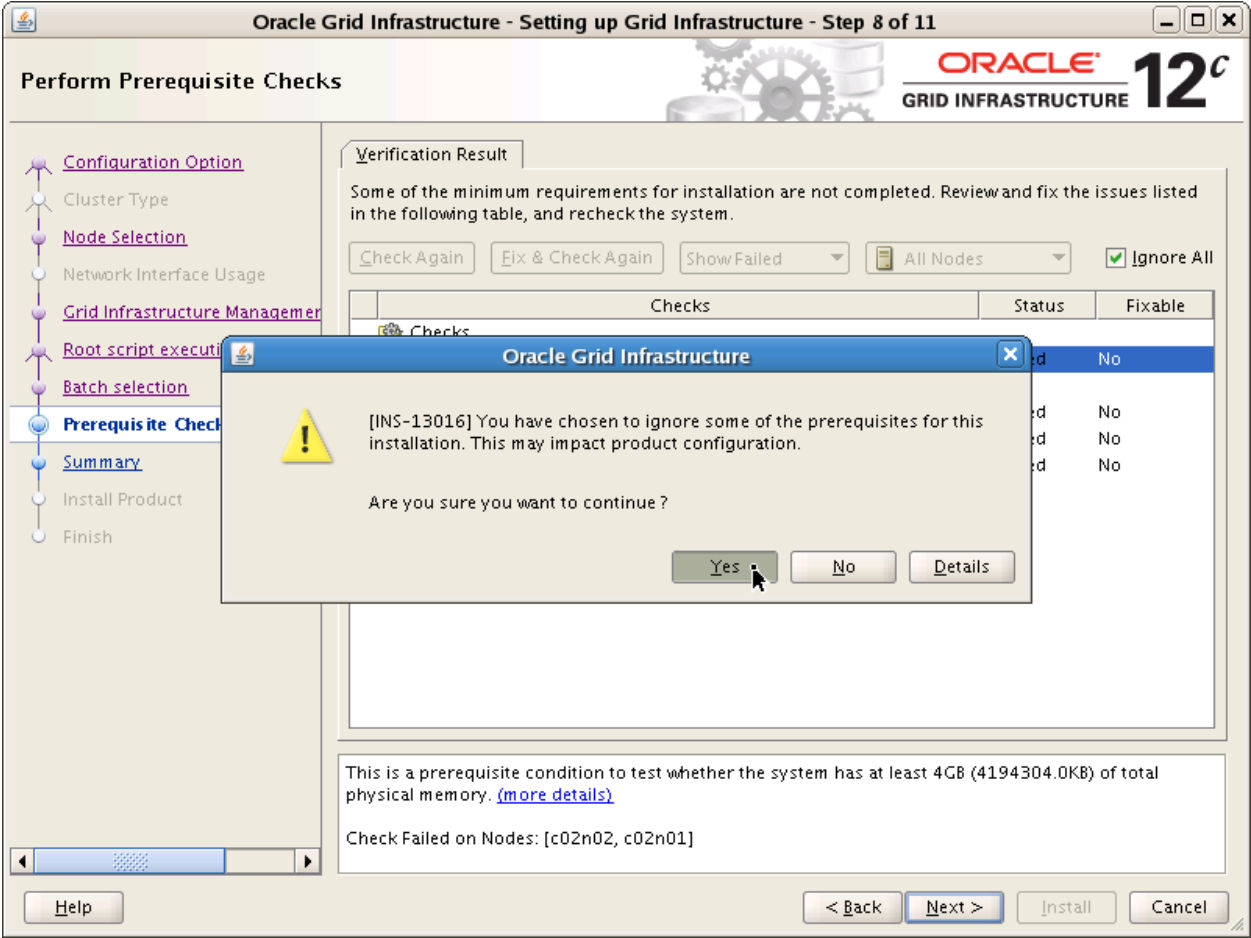 Oracle Grid Infrastructure - Setting up Grid Infrastructure - Step 8 of 11
Perform Prerequisite Checks
ORACLE
GRID INFRASTRUCTURE
12c
Configuration Option
Cluster Type
Node Selection
Network Interface Usage
Grid Infrastructure Managemer
Root script executi
Batch selection
Prerequisite Check
Summary
Install Product
Finish
Verification Result
Some of the minimum requirements for installation are not completed. Review and fix the issues listed
in the following table, and recheck the system.
Check Again
Fix & Check Again
Show Failed
All Nodes
Ignore All
Checks Status Fixable
Checks
No
No
No
No
Oracle Grid Infrastructure
[INS-13016] You have chosen to ignore some of the prerequisites for this
installation. This may impact product configuration.
Are you sure you want to continue?
Yes
No
Details
This is a prerequisite condition to test whether the system has at least 4GB (4194304.0KB) of total
physical memory. (more details)
Check Failed on Nodes: [c02n02, c02n01]
Help
< Back
Next >
Install
Cancel